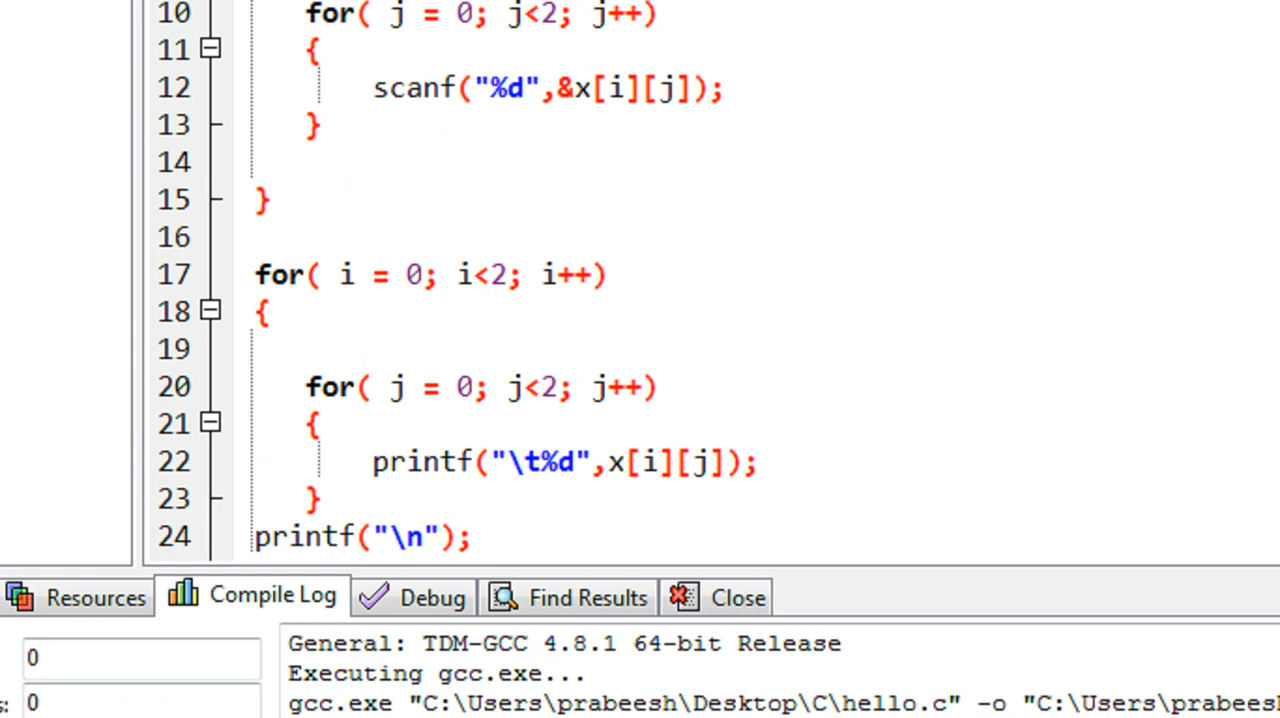 10 for( j = 0; j<2; j++)
11 {
12 scanf("%d",&x[i][j]);
13 }
14
15 }
16
17 for( i = 0; i<2; i++)
18 {
19
20 for( j = 0; j<2; j++)
21 {
22 printf("\t%d",x[i][j]);
23 }
24 printf("\n");
Resources Compile Log Debug Find Results Close
0 General: TDM-GCC 4.8.1 64-bit Release
Executing gcc.exe...
s: 0 gcc.exe "C:\Users\prabeesh\Desktop\C\hello.c" -o "C:\Users\prabees